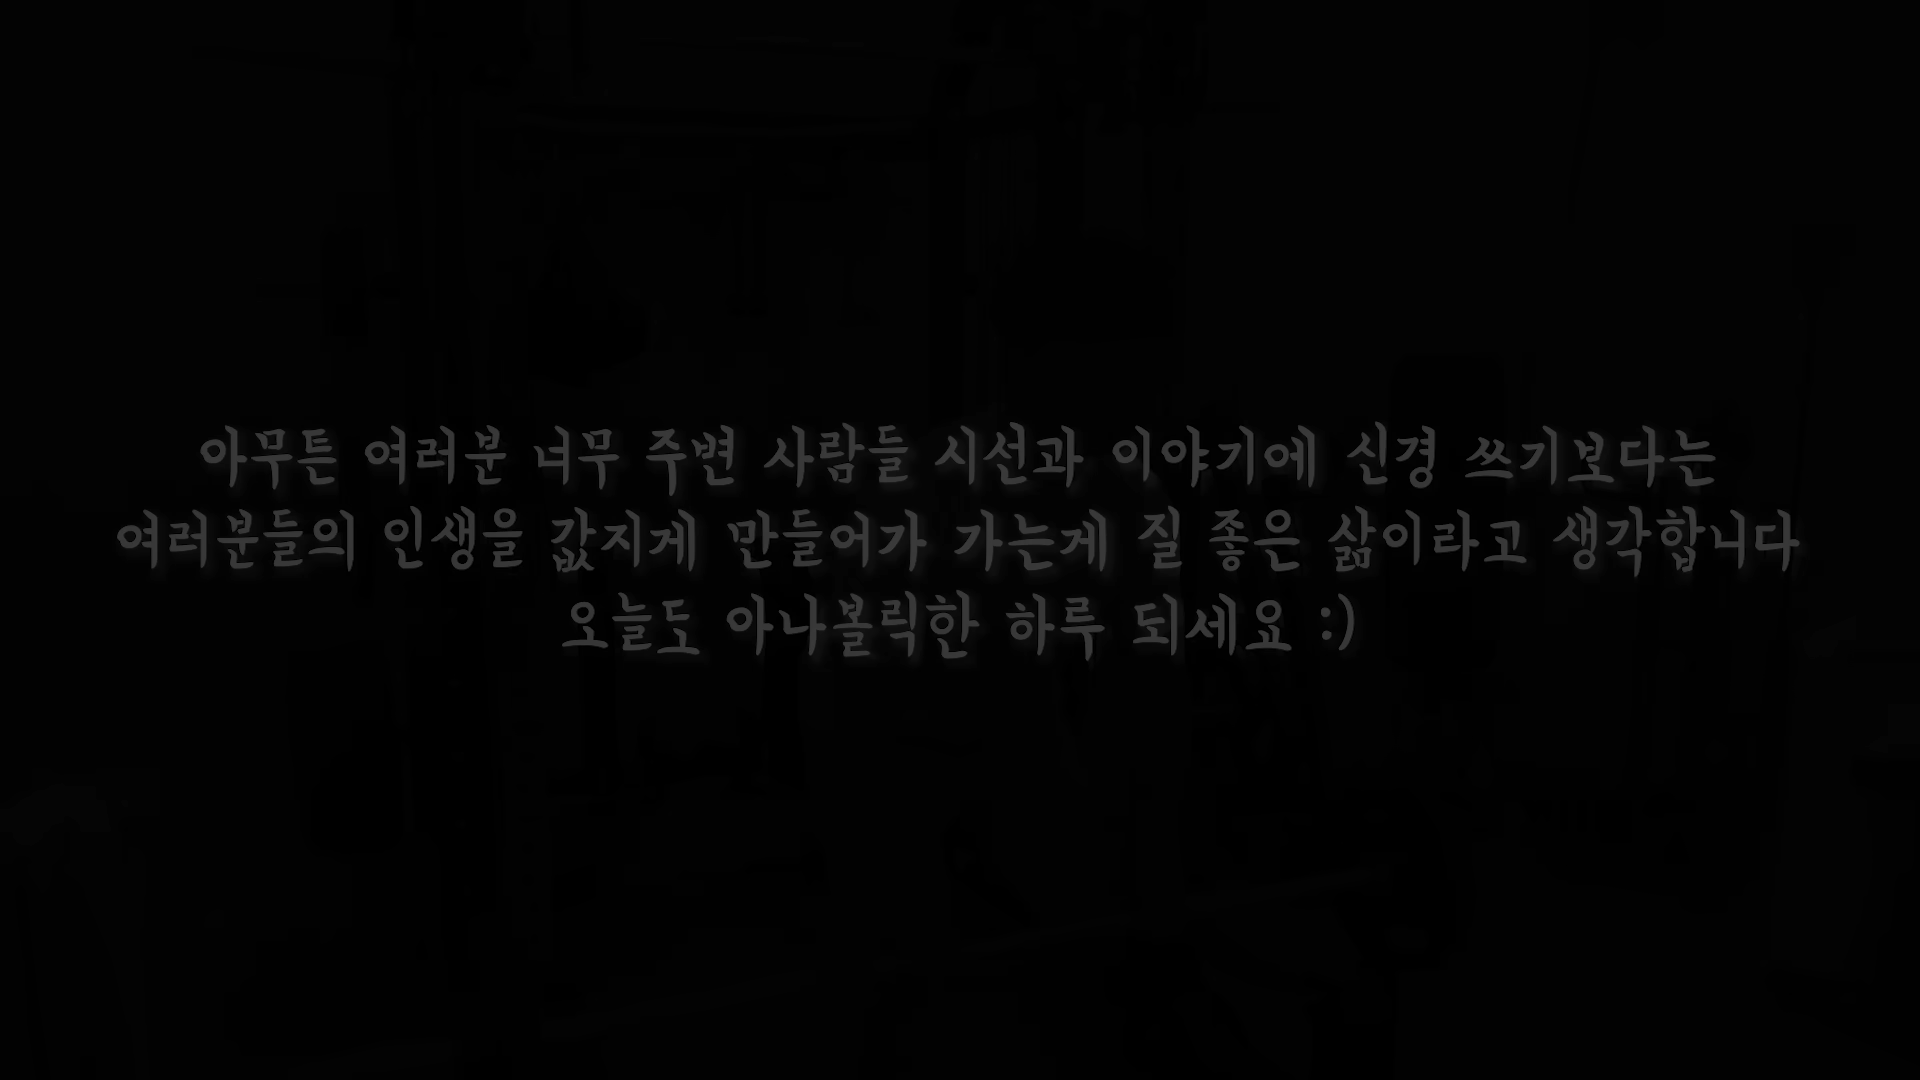 아무튼 여러분 너무 주변 사람들 시선과 이야기에 신경 쓰기보다는
여러분들의 인생을 값지게 만들어가 가는게 질 좋은 삶이라고 생각합니다
오늘도 아나볼릭한 하루 되세요 :)